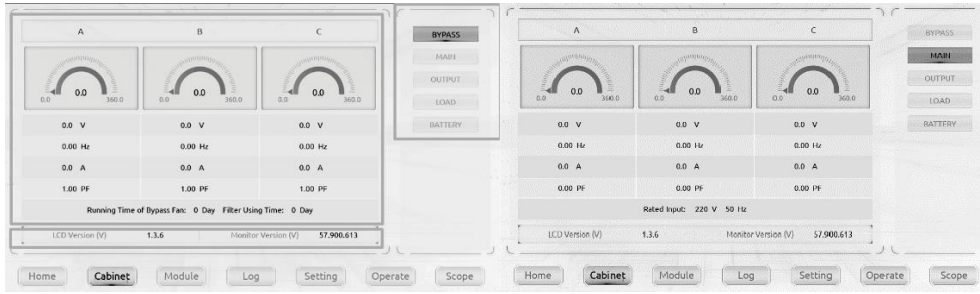 A B C
0.0 0.0 360.0 0.0 0.0 360.0 0.0 0.0 360.0
0.0 V 0.0 V 0.0 V
0.00 Hz 0.00 Hz 0.00 Hz
0.0 A 0.0 A 0.0 A
1.00 PF 1.00 PF 1.00 PF
Running Time of Bypass Fan: 0 Day Filter Using Time: 0 Day
LCD Version (V) 1.3.6 Monitor Version (V) 57.900.613
BYPASS
MAIN
OUTPUT
LOAD
BATTERY
Home Cabinet Module Log Setting Operate Scope
A B C
0.0 0.0 360.0 0.0 0.0 360.0 0.0 0.0 360.0
0.0 V 0.0 V 0.0 V
0.00 Hz 0.00 Hz 0.00 Hz
0.0 A 0.0 A 0.0 A
0.00 PF 0.00 PF 0.00 PF
Rated Input: 220 V 50 Hz
LCD Version (V) 1.3.6 Monitor Version (V) 57.900.613
BYPASS
MAIN
OUTPUT
LOAD
BATTERY
Home Cabinet Module Log Setting Operate Scope